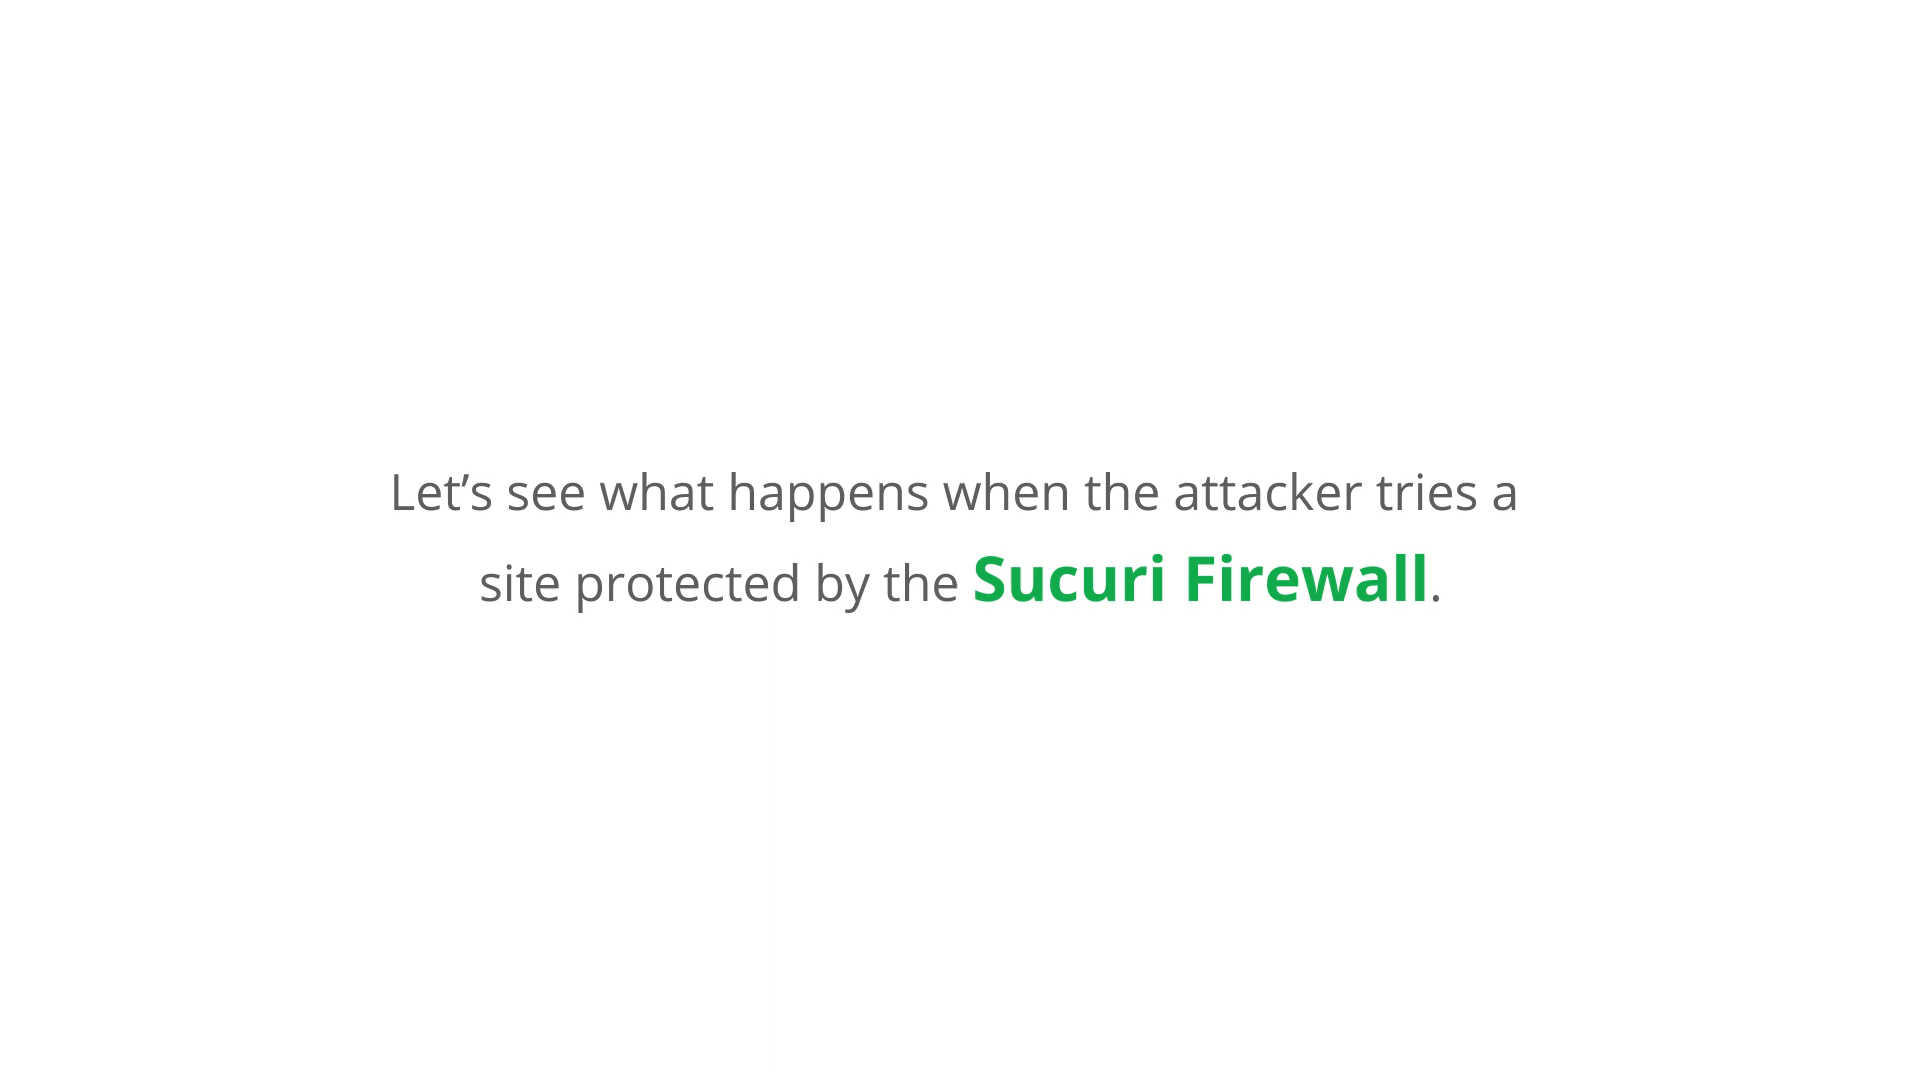 Let’s see what happens when the attacker tries a
site protected by the Sucuri Firewall.